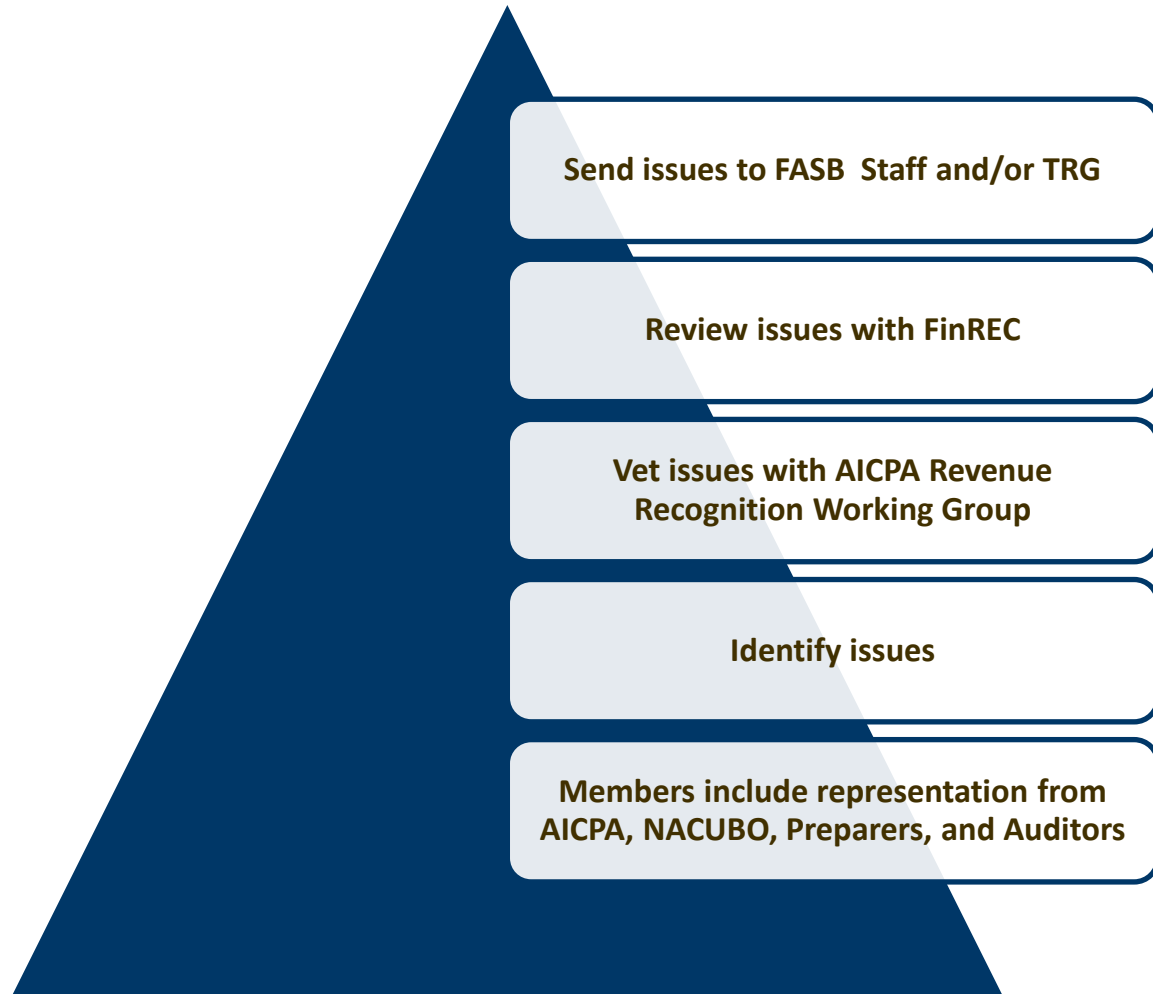 Send issues to FASB  Staff and/or TRG
Review issues with FinREC
Vet issues with AICPA Revenue
Recognition Working Group
Identify issues
Members include representation from
AICPA, NACUBO, Preparers, and Auditors